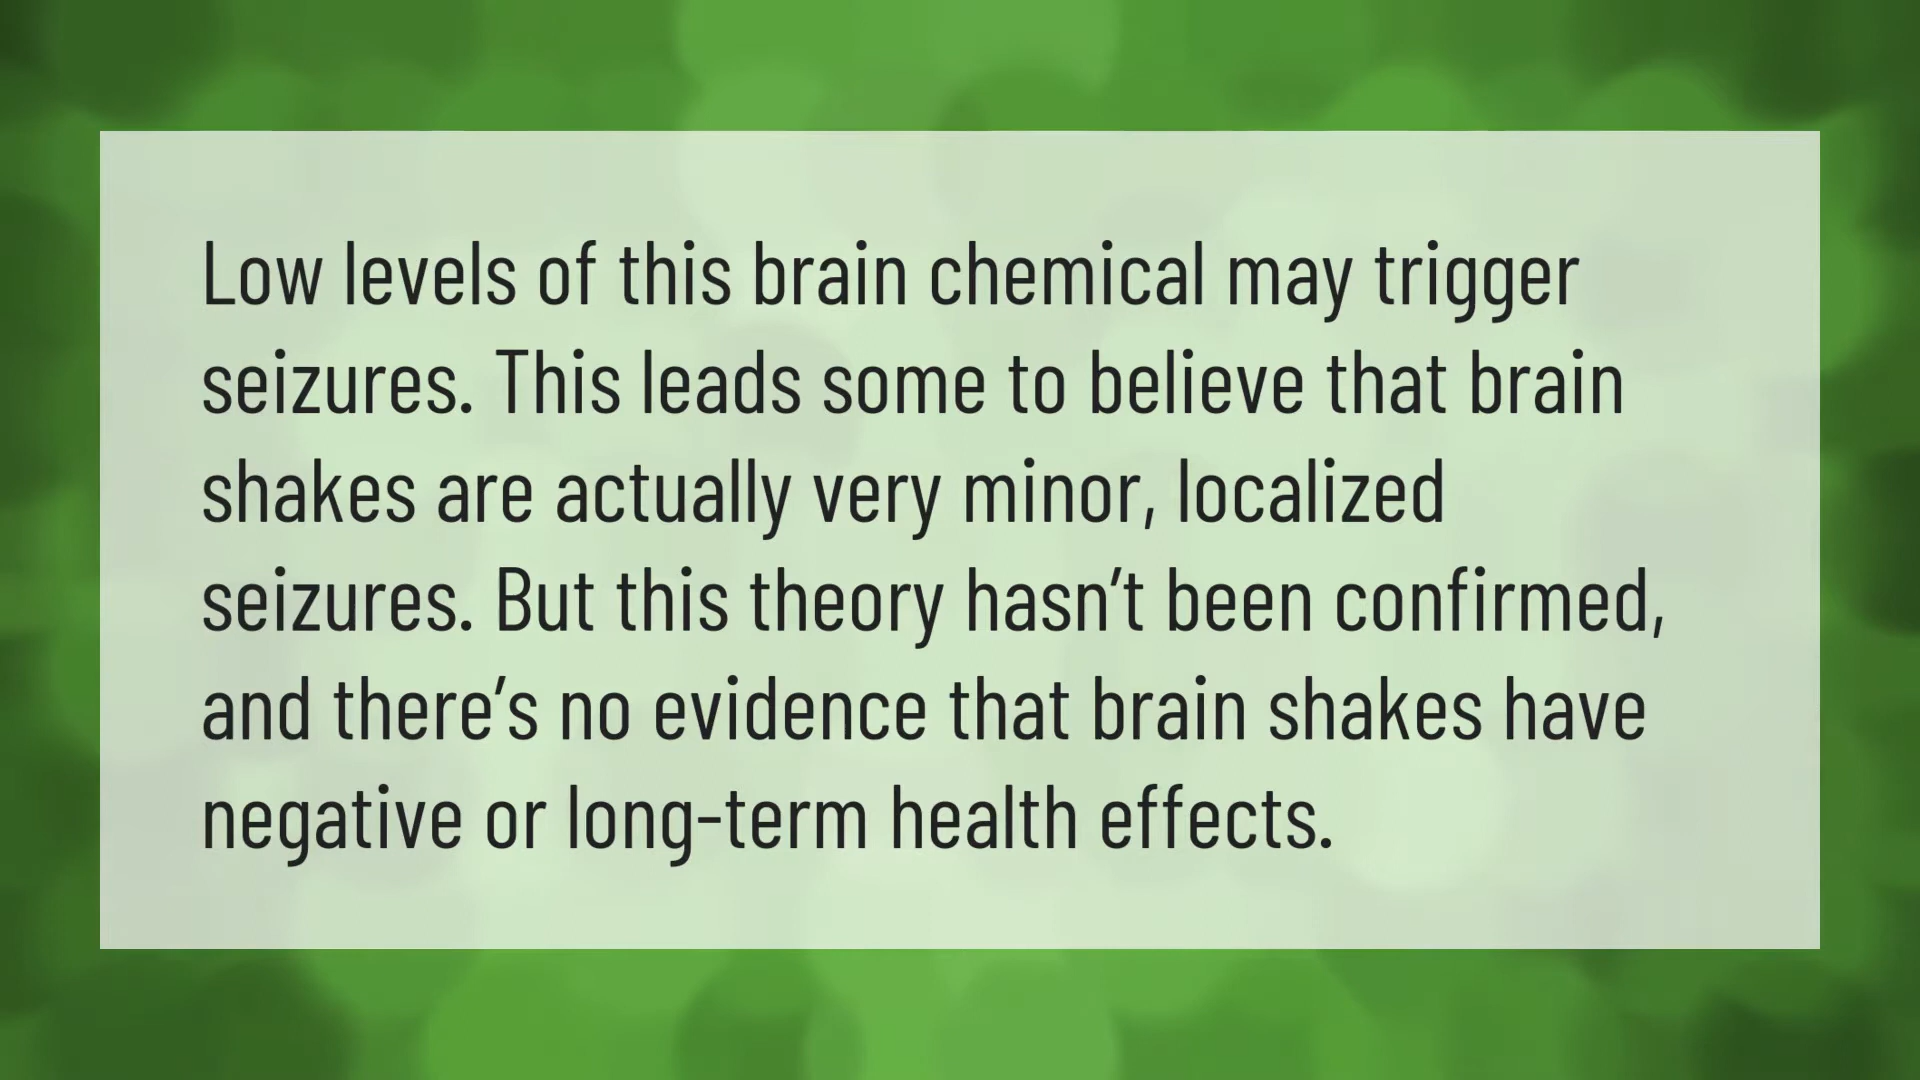 Low levels of this brain chemical may trigger
seizures. This leads some to believe that brain
shakes are actually very minor, localized
seizures. But this theory hasn’t been confirmed,
and there’s no evidence that brain shakes have
negative or long-term health effects.